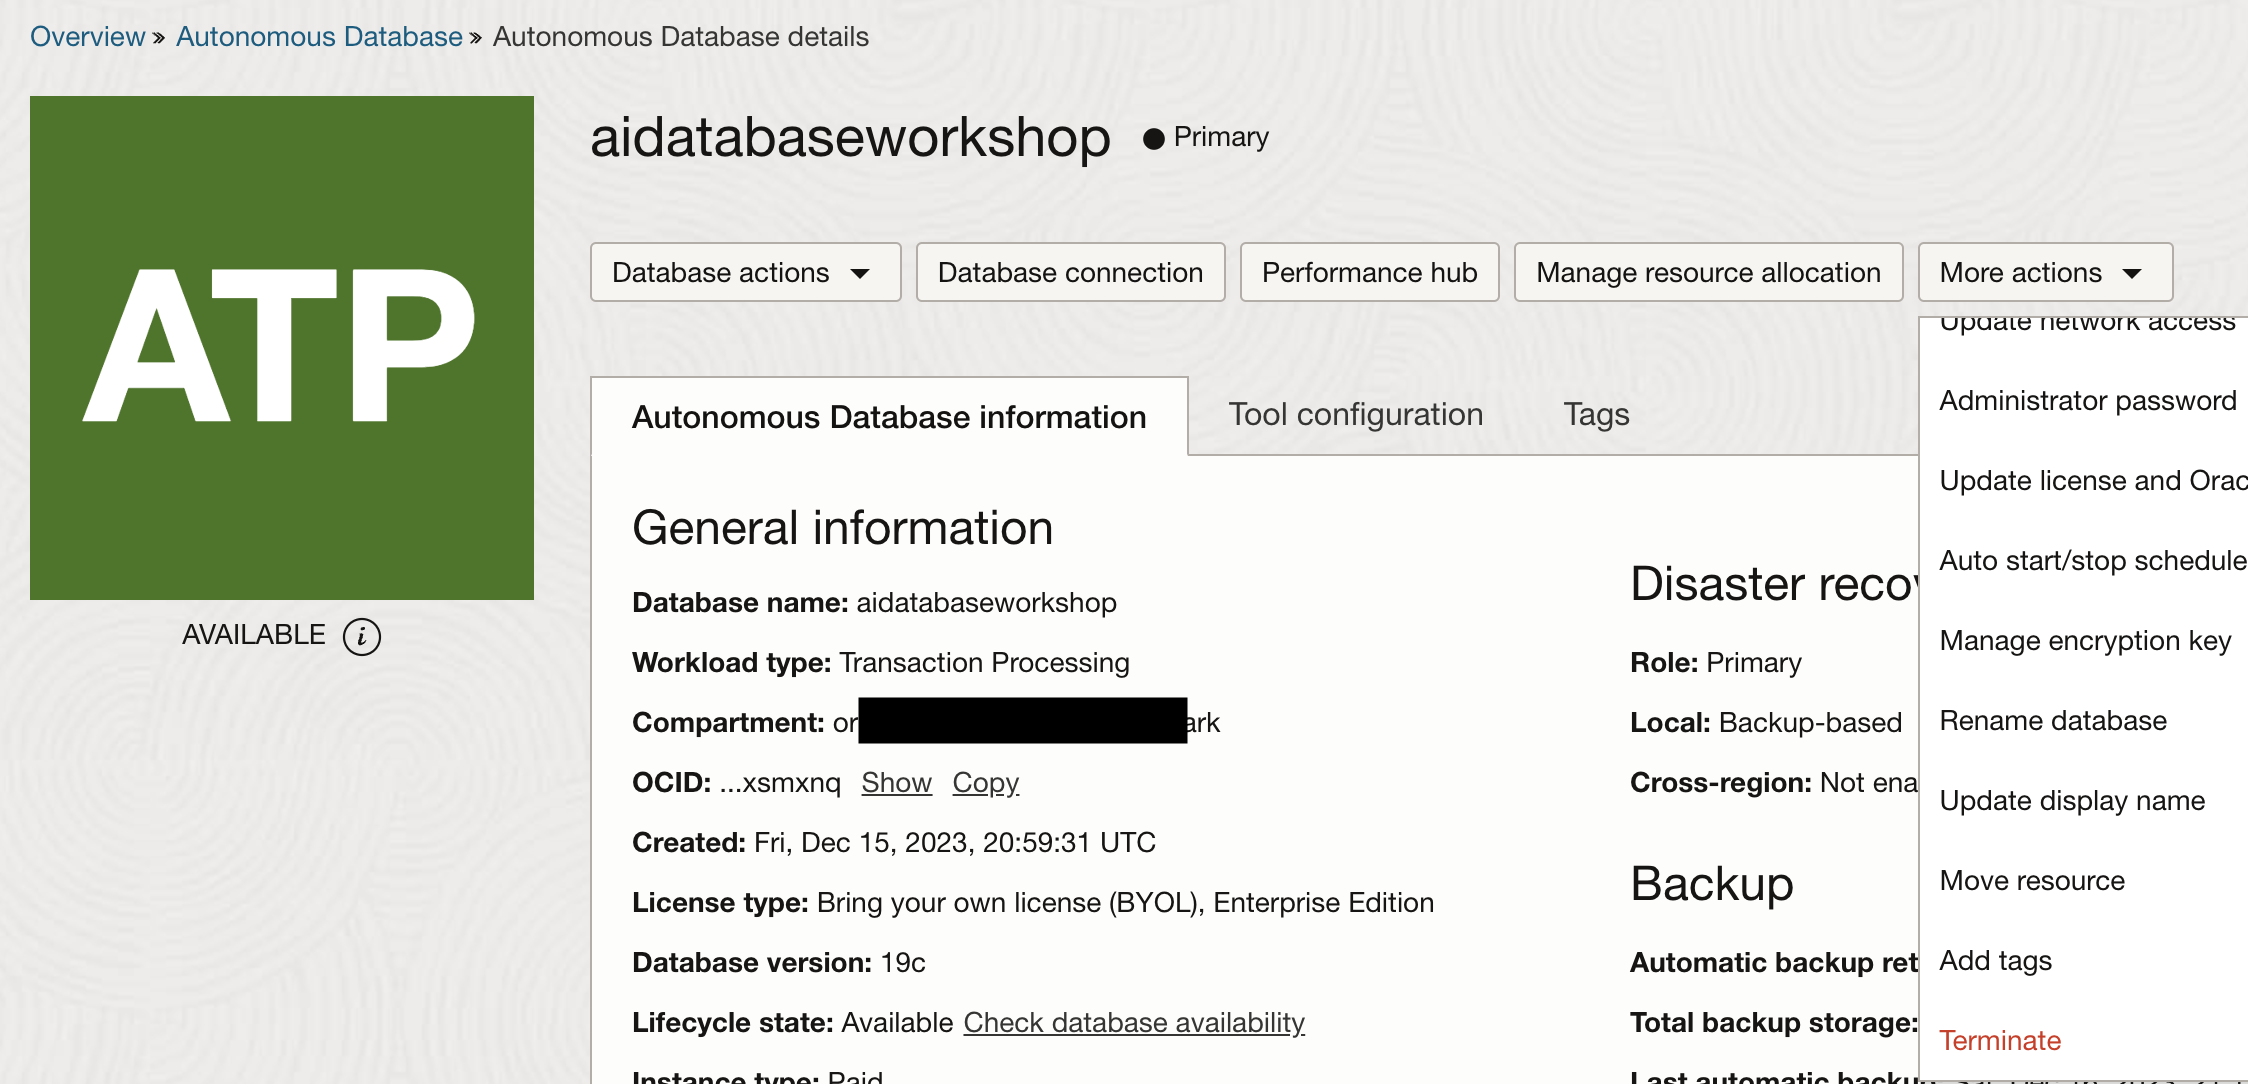 Overview » Autonomous Database » Autonomous Database details
ATP
AVAILABLE i
aidatabaseworkshop Primary
Database actions Database connection Performance hub Manage resource allocation More actions
Autonomous Database information Tool configuration Tags
General information
Database name: aidatabaseworkshop
Workload type: Transaction Processing
Compartment: or ark
OCID: ...xsmxnq Show Copy
Created: Fri, Dec 15, 2023, 20:59:31 UTC
License type: Bring your own license (BYOL), Enterprise Edition
Database version: 19c
Lifecycle state: Available Check database availability
Instance type: Paid
Disaster recov
Role: Primary
Local: Backup-based
Cross-region: Not ena
Backup
Automatic backup ret
Total backup storage:
Last automatic backup
Update network access
Administrator password
Update license and Orac
Auto start/stop schedule
Manage encryption key
Rename database
Update display name
Move resource
Add tags
Terminate